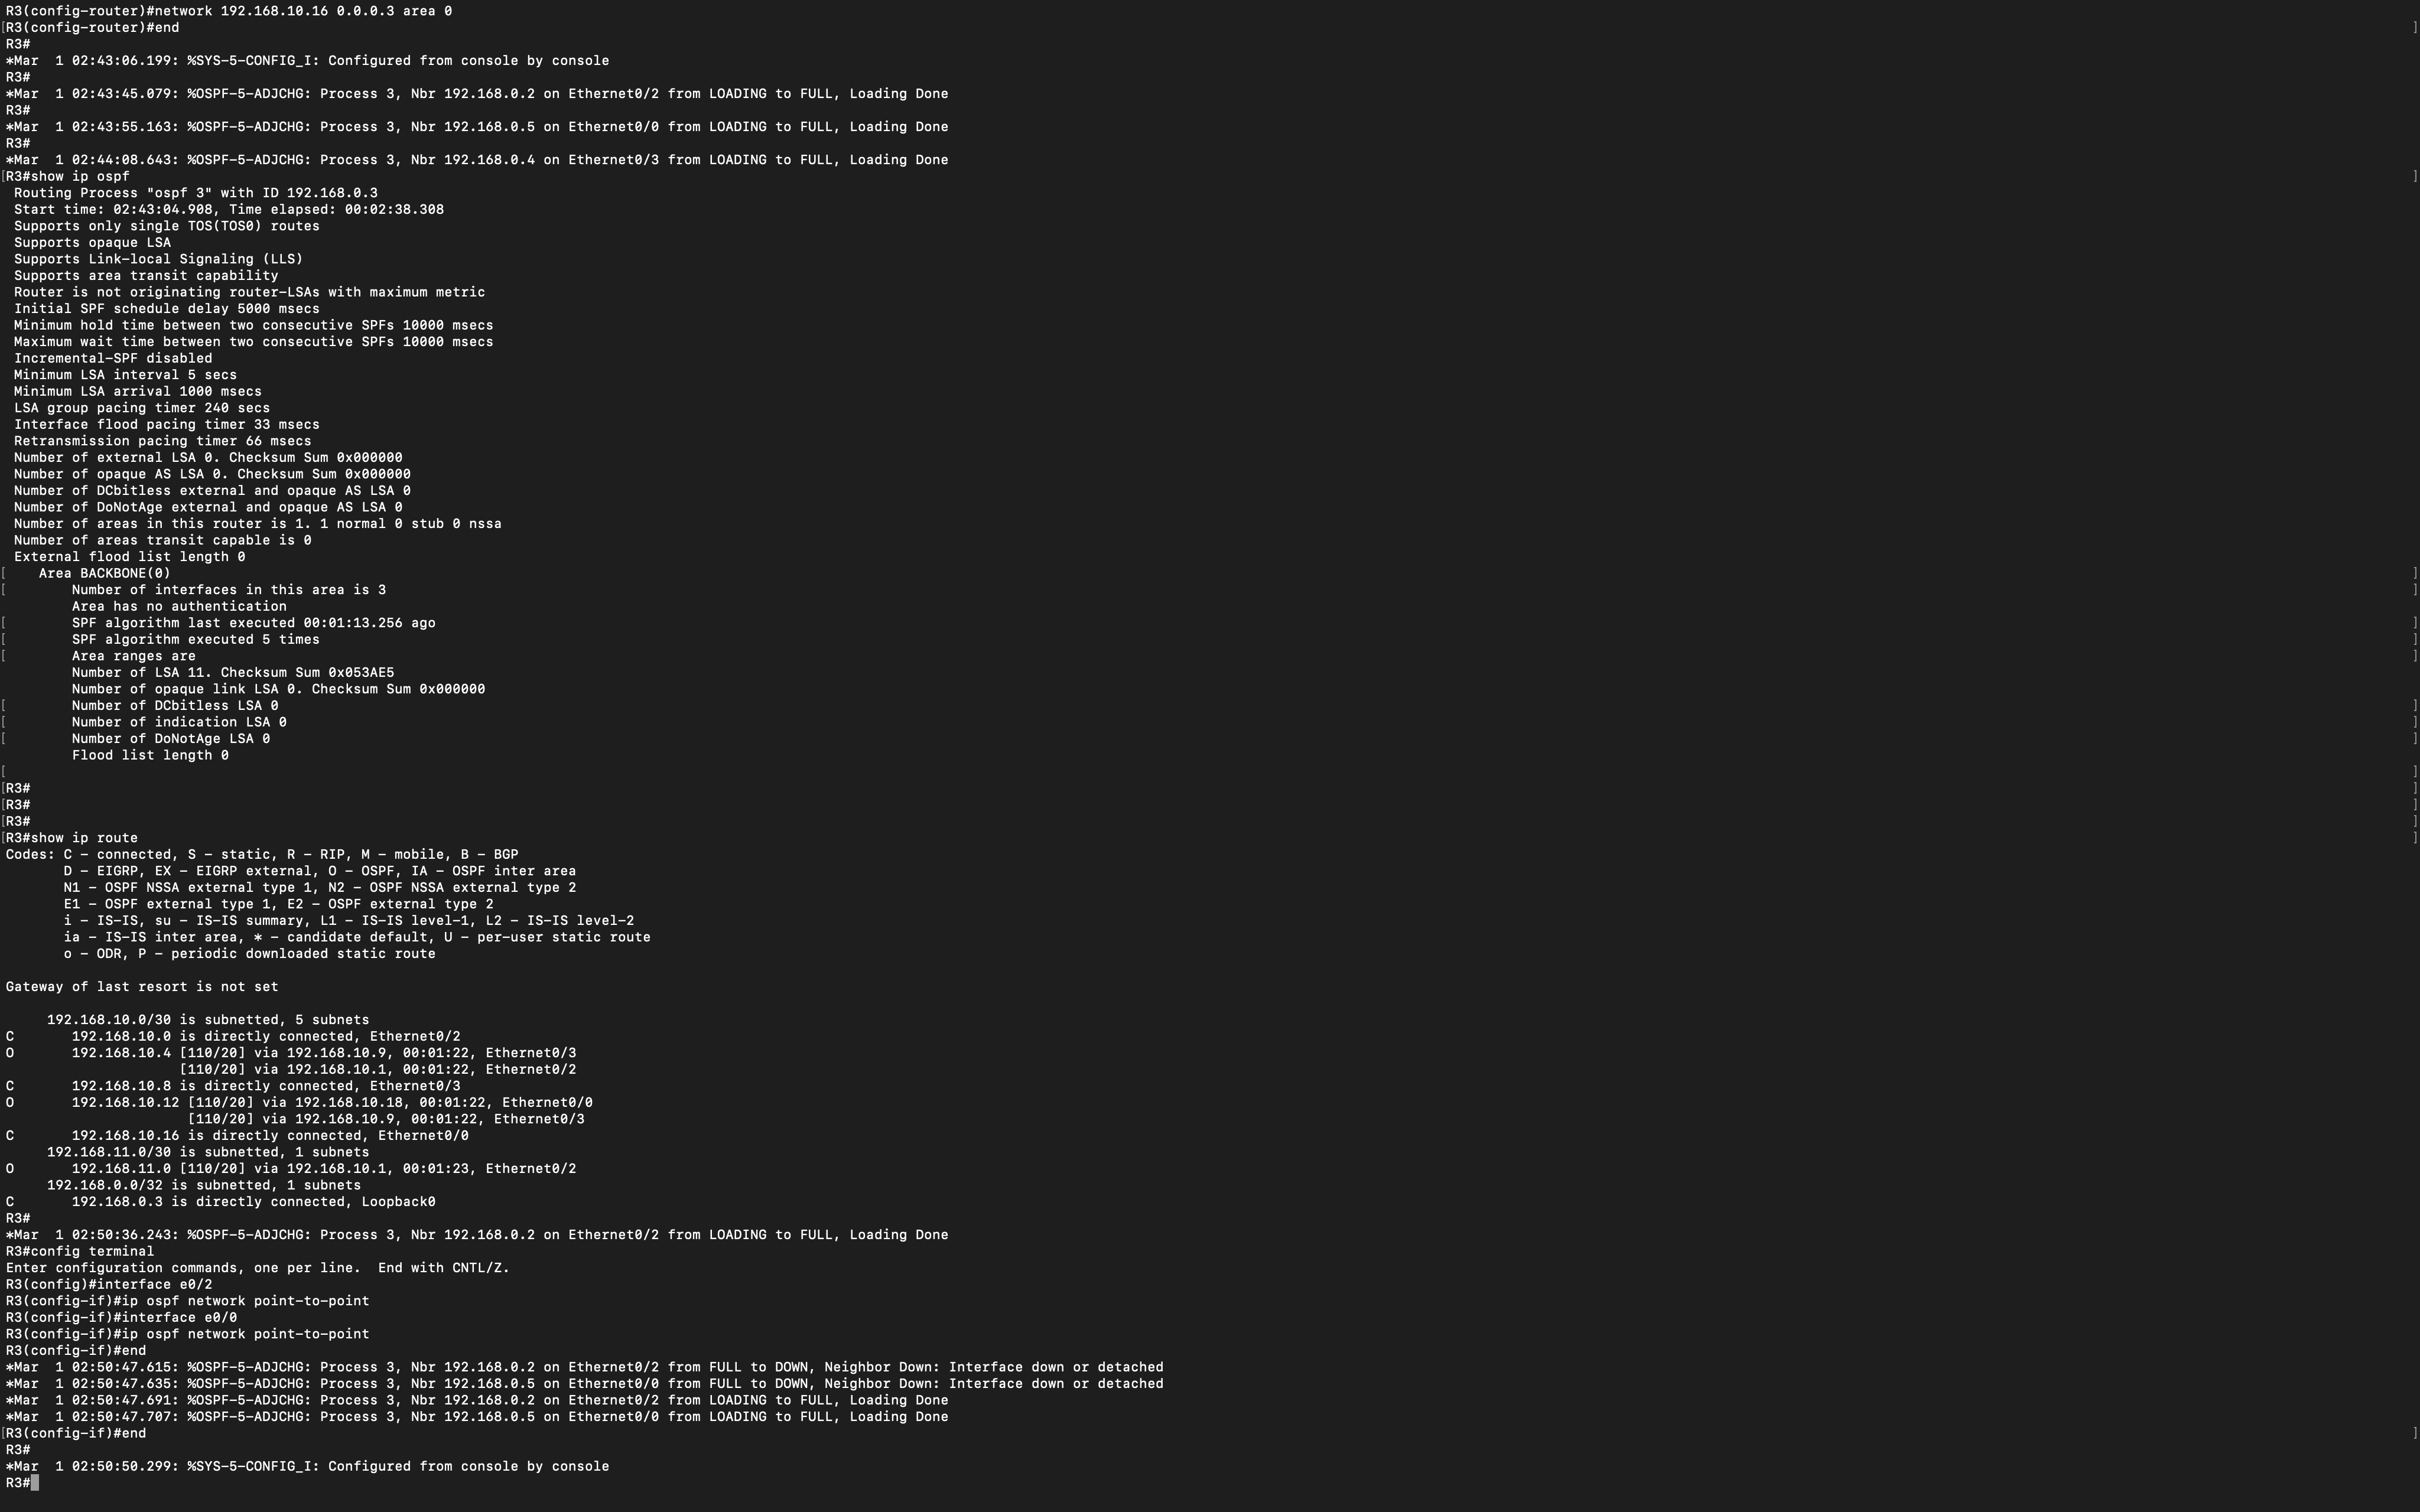 R3(config-router)#network 192.168.10.16 0.0.0.3 area 0
[R3(config-router)#end ]
R3#
*Mar  1 02:43:06.199: %SYS-5-CONFIG_I: Configured from console by console
R3#
*Mar  1 02:43:45.079: %OSPF-5-ADJCHG: Process 3, Nbr 192.168.0.2 on Ethernet0/2 from LOADING to FULL, Loading Done
R3#
*Mar  1 02:43:55.163: %OSPF-5-ADJCHG: Process 3, Nbr 192.168.0.5 on Ethernet0/0 from LOADING to FULL, Loading Done
R3#
*Mar  1 02:44:08.643: %OSPF-5-ADJCHG: Process 3, Nbr 192.168.0.4 on Ethernet0/3 from LOADING to FULL, Loading Done
[R3#show ip ospf ]
 Routing Process "ospf 3" with ID 192.168.0.3
 Start time: 02:43:04.908, Time elapsed: 00:02:38.308
 Supports only single TOS(TOS0) routes
 Supports opaque LSA
 Supports Link-local Signaling (LLS)
 Supports area transit capability
 Router is not originating router-LSAs with maximum metric
 Initial SPF schedule delay 5000 msecs
 Minimum hold time between two consecutive SPFs 10000 msecs
 Maximum wait time between two consecutive SPFs 10000 msecs
 Incremental-SPF disabled
 Minimum LSA interval 5 secs
 Minimum LSA arrival 1000 msecs
 LSA group pacing timer 240 secs
 Interface flood pacing timer 33 msecs
 Retransmission pacing timer 66 msecs
 Number of external LSA 0. Checksum Sum 0x000000
 Number of opaque AS LSA 0. Checksum Sum 0x000000
 Number of DCbitless external and opaque AS LSA 0
 Number of DoNotAge external and opaque AS LSA 0
 Number of areas in this router is 1. 1 normal 0 stub 0 nssa
 Number of areas transit capable is 0
 External flood list length 0
[    Area BACKBONE(0) ]
[        Number of interfaces in this area is 3 ]
        Area has no authentication
[        SPF algorithm last executed 00:01:13.256 ago ]
[        SPF algorithm executed 5 times ]
[        Area ranges are ]
        Number of LSA 11. Checksum Sum 0x053AE5
        Number of opaque link LSA 0. Checksum Sum 0x000000
[        Number of DCbitless LSA 0 ]
[        Number of indication LSA 0 ]
[        Number of DoNotAge LSA 0 ]
        Flood list length 0
[ ]
[R3# ]
[R3# ]
[R3# ]
[R3#show ip route ]
Codes: C - connected, S - static, R - RIP, M - mobile, B - BGP
       D - EIGRP, EX - EIGRP external, O - OSPF, IA - OSPF inter area
       N1 - OSPF NSSA external type 1, N2 - OSPF NSSA external type 2
       E1 - OSPF external type 1, E2 - OSPF external type 2
       i - IS-IS, su - IS-IS summary, L1 - IS-IS level-1, L2 - IS-IS level-2
       ia - IS-IS inter area, * - candidate default, U - per-user static route
       o - ODR, P - periodic downloaded static route
Gateway of last resort is not set
     192.168.10.0/30 is subnetted, 5 subnets
C       192.168.10.0 is directly connected, Ethernet0/2
O       192.168.10.4 [110/20] via 192.168.10.9, 00:01:22, Ethernet0/3
                     [110/20] via 192.168.10.1, 00:01:22, Ethernet0/2
C       192.168.10.8 is directly connected, Ethernet0/3
O       192.168.10.12 [110/20] via 192.168.10.18, 00:01:22, Ethernet0/0
                      [110/20] via 192.168.10.9, 00:01:22, Ethernet0/3
C       192.168.10.16 is directly connected, Ethernet0/0
     192.168.11.0/30 is subnetted, 1 subnets
O       192.168.11.0 [110/20] via 192.168.10.1, 00:01:23, Ethernet0/2
     192.168.0.0/32 is subnetted, 1 subnets
C       192.168.0.3 is directly connected, Loopback0
R3#
*Mar  1 02:50:36.243: %OSPF-5-ADJCHG: Process 3, Nbr 192.168.0.2 on Ethernet0/2 from LOADING to FULL, Loading Done
R3#config terminal
Enter configuration commands, one per line.  End with CNTL/Z.
R3(config)#interface e0/2
R3(config-if)#ip ospf network point-to-point
R3(config-if)#interface e0/0
R3(config-if)#ip ospf network point-to-point
R3(config-if)#end
*Mar  1 02:50:47.615: %OSPF-5-ADJCHG: Process 3, Nbr 192.168.0.2 on Ethernet0/2 from FULL to DOWN, Neighbor Down: Interface down or detached
*Mar  1 02:50:47.635: %OSPF-5-ADJCHG: Process 3, Nbr 192.168.0.5 on Ethernet0/0 from FULL to DOWN, Neighbor Down: Interface down or detached
*Mar  1 02:50:47.691: %OSPF-5-ADJCHG: Process 3, Nbr 192.168.0.2 on Ethernet0/2 from LOADING to FULL, Loading Done
*Mar  1 02:50:47.707: %OSPF-5-ADJCHG: Process 3, Nbr 192.168.0.5 on Ethernet0/0 from LOADING to FULL, Loading Done
[R3(config-if)#end ]
R3#
*Mar  1 02:50:50.299: %SYS-5-CONFIG_I: Configured from console by console
R3#